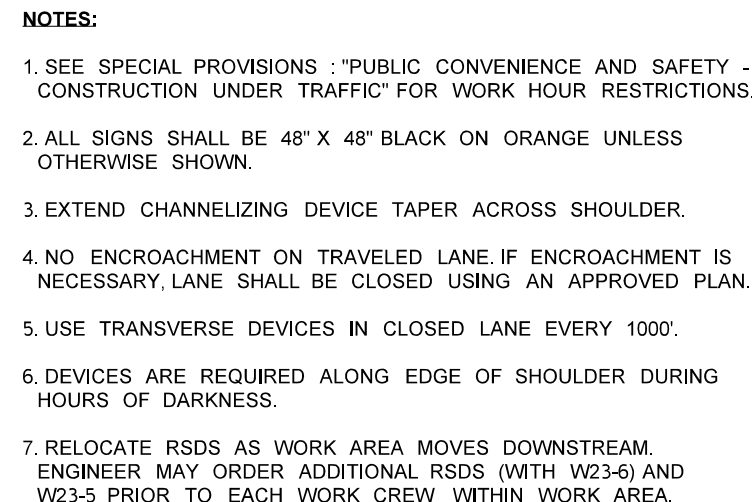 NOTES:
1. SEE SPECIAL PROVISIONS : "PUBLIC CONVENIENCE AND SAFETY -
CONSTRUCTION UNDER TRAFFIC" FOR WORK HOUR RESTRICTIONS.
2. ALL SIGNS SHALL BE 48" X 48" BLACK ON ORANGE UNLESS
OTHERWISE SHOWN.
3. EXTEND CHANNELIZING DEVICE TAPER ACROSS SHOULDER.
4. NO ENCROACHMENT ON TRAVELED LANE. IF ENCROACHMENT IS
NECESSARY, LANE SHALL BE CLOSED USING AN APPROVED PLAN.
5. USE TRANSVERSE DEVICES IN CLOSED LANE EVERY 1000'.
6. DEVICES ARE REQUIRED ALONG EDGE OF SHOULDER DURING
HOURS OF DARKNESS.
7. RELOCATE RSDS AS WORK AREA MOVES DOWNSTREAM.
ENGINEER MAY ORDER ADDITIONAL RSDS (WITH W23-6) AND
W23-5 PRIOR TO EACH WORK CREW WITHIN WORK AREA.